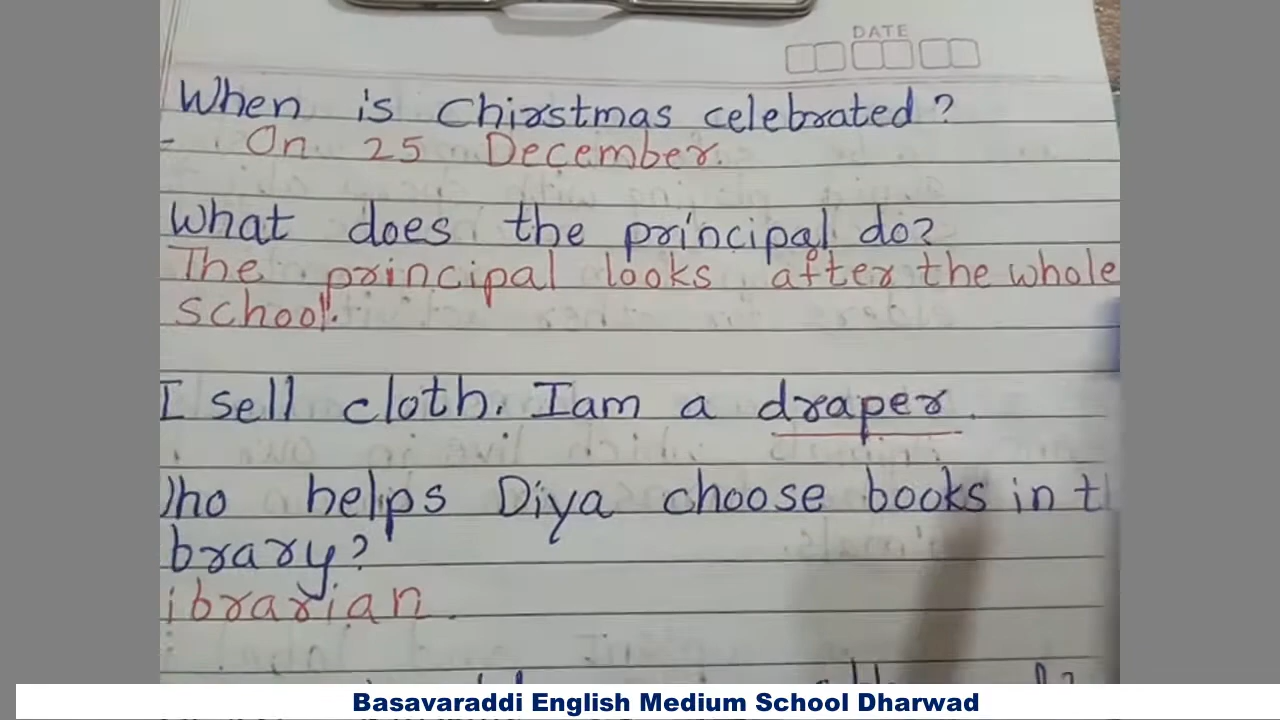 DATE
When is Chirstmas celebrated?
- On 25 December.
What does the principal do?
The principal looks after the whole
school.
I sell cloth. Iam a draper.
ho helps Diya choose books in t
brary?
ibrarian.
Basavaraddi English Medium School Dharwad